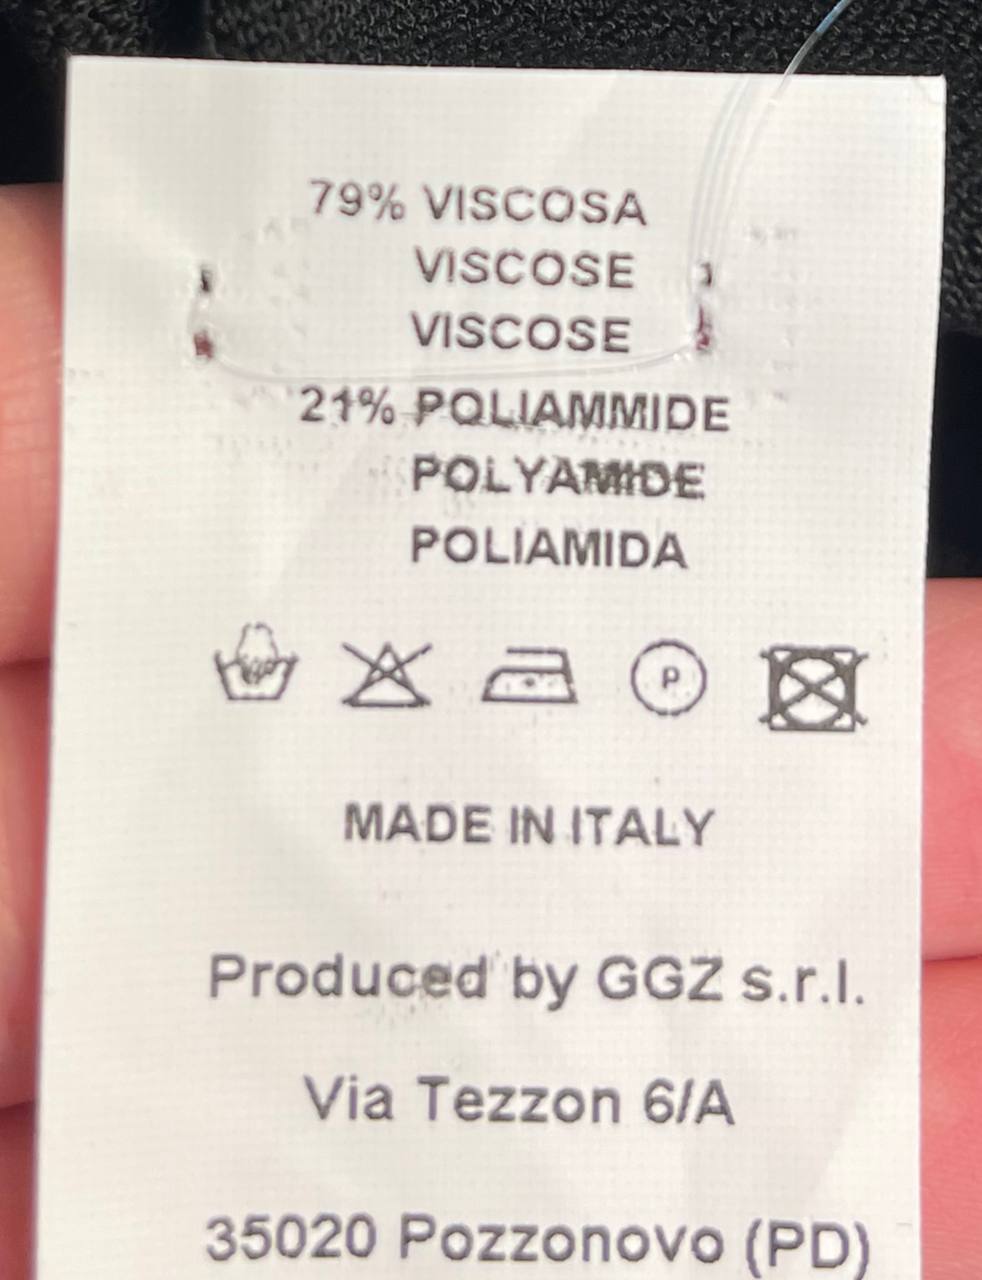 79% VISCOSA
VISCOSE
VISCOSE
21% POLIAMMIDE
POLYAMIDE
POLIAMIDA
P
MADE IN ITALY
Produced by GGZ s.r.l.
Via Tezzon 6/A
35020 Pozzonovo (PD)